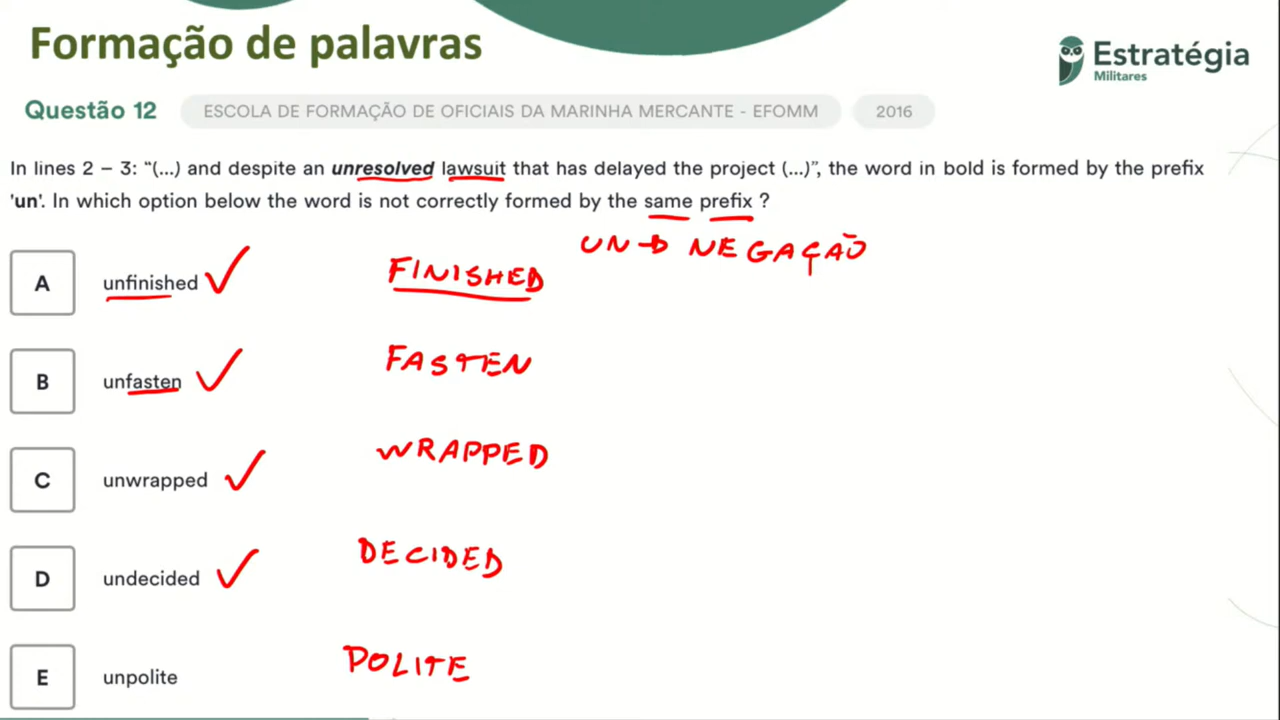 Formação de palavras
Estratégia
Militares
Questão 12 ESCOLA DE FORMAÇÃO DE OFICIAIS DA MARINHA MERCANTE - EFOMM 2016
In lines 2 – 3: “(...) and despite an unresolved lawsuit that has delayed the project (...)”, the word in bold is formed by the prefix
'un'. In which option below the word is not correctly formed by the same prefix ?
UN → NEGAÇÃO
A unfinished ✓ FINISHED
B unfasten ✓ FASTEN
C unwrapped ✓ WRAPPED
D undecided ✓ DECIDED
E unpolite POLITE